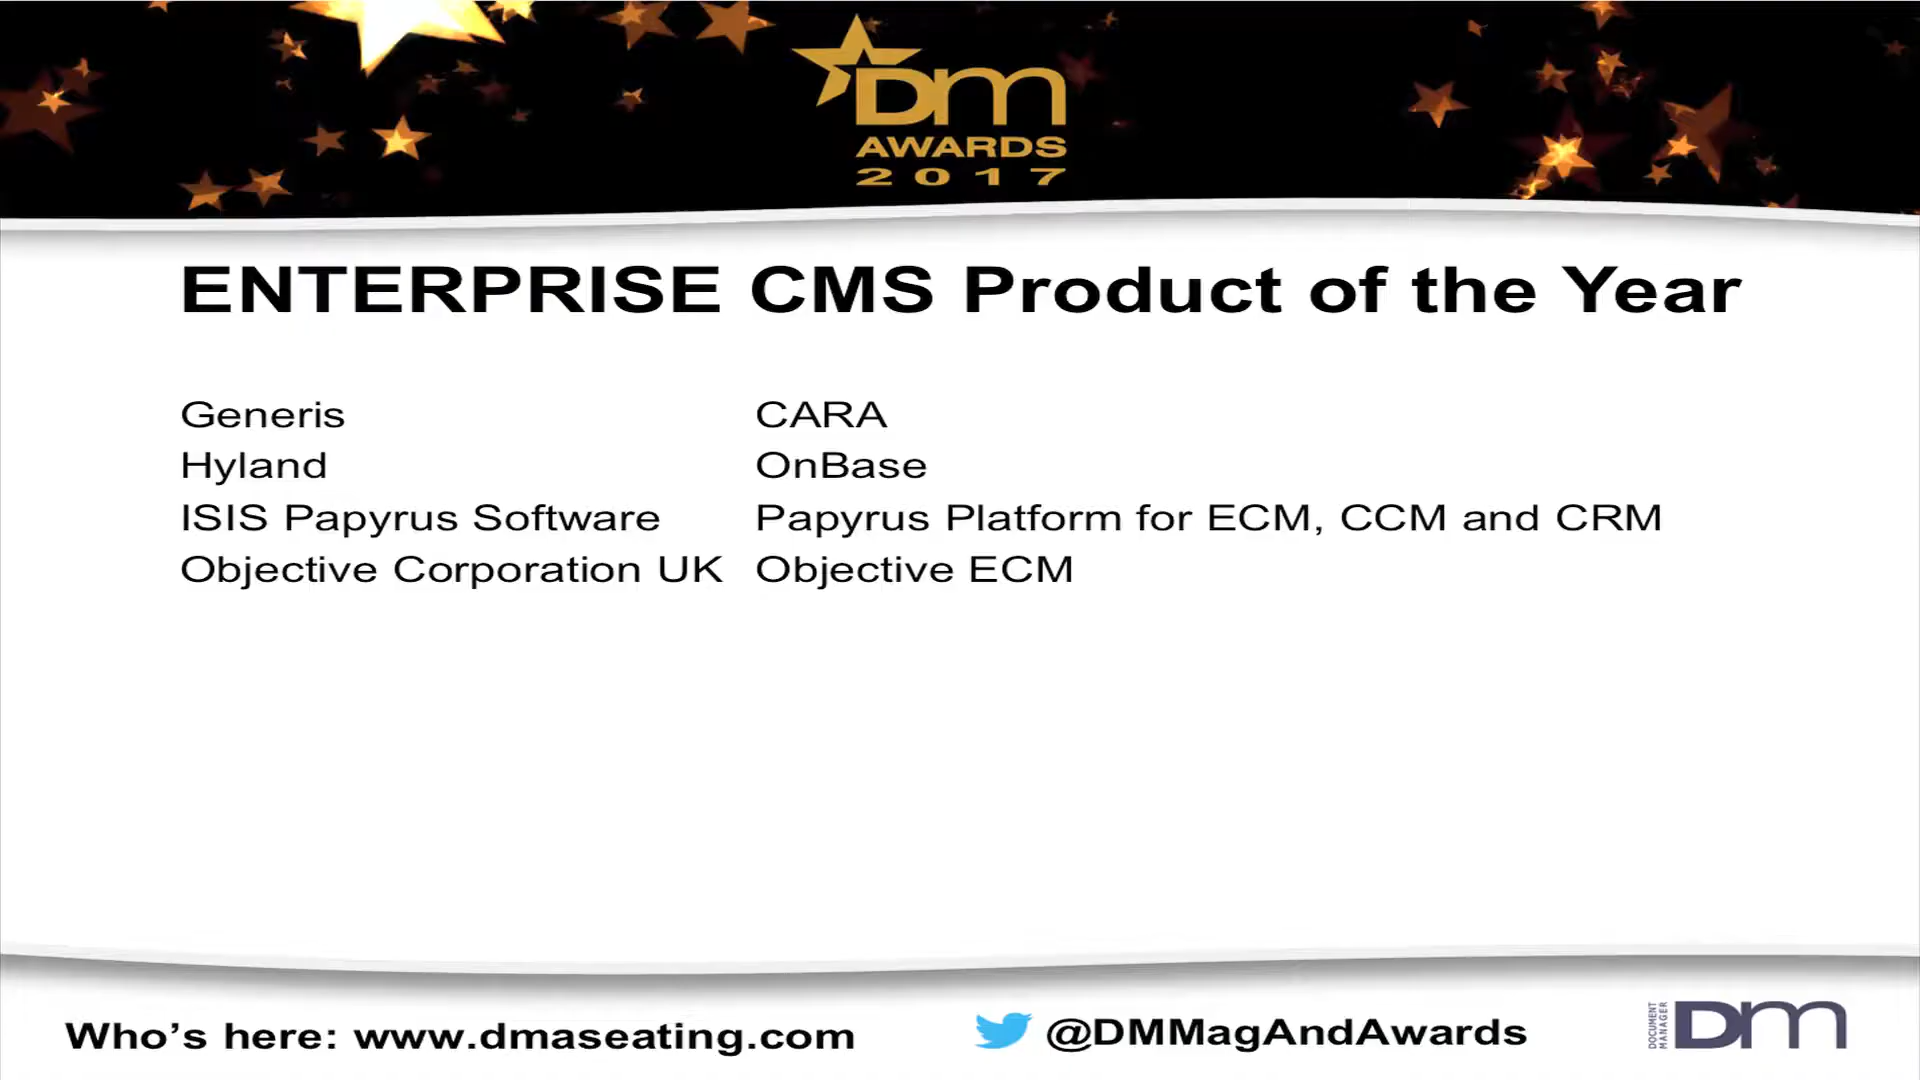 Dm
AWARDS
2017
ENTERPRISE CMS Product of the Year
Generis CARA
Hyland OnBase
ISIS Papyrus Software Papyrus Platform for ECM, CCM and CRM
Objective Corporation UK Objective ECM
Who’s here: www.dmaseating.com @DMMagAndAwards
DOCUMENT
MANAGER
Dm